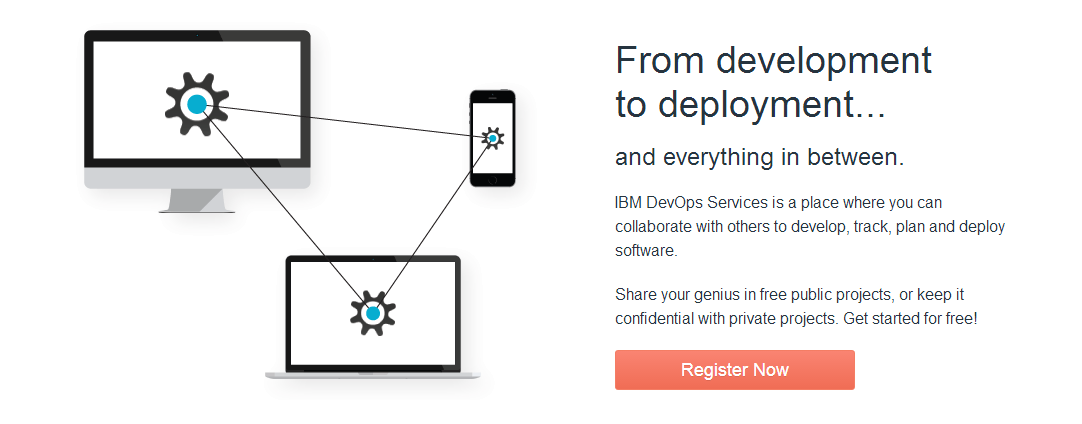 From development
to deployment...
and everything in between.
IBM DevOps Services is a place where you can
collaborate with others to develop, track, plan and deploy
software.
Share your genius in free public projects, or keep it
confidential with private projects. Get started for free!
Register Now